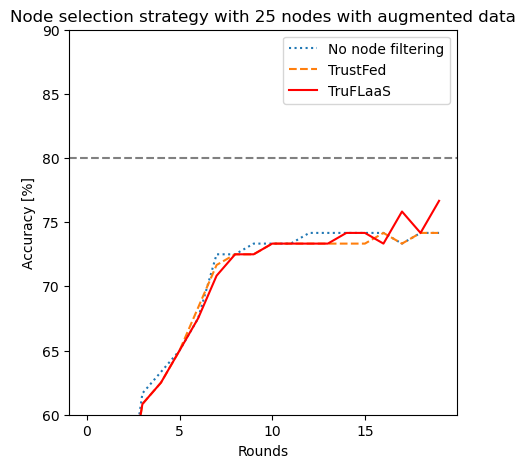 Node selection strategy with 25 nodes with augmented data
No node filtering
TrustFed
TruFLaaS
90
85
80
75
70
65
60
Accuracy [%]
0 5 10 15
Rounds